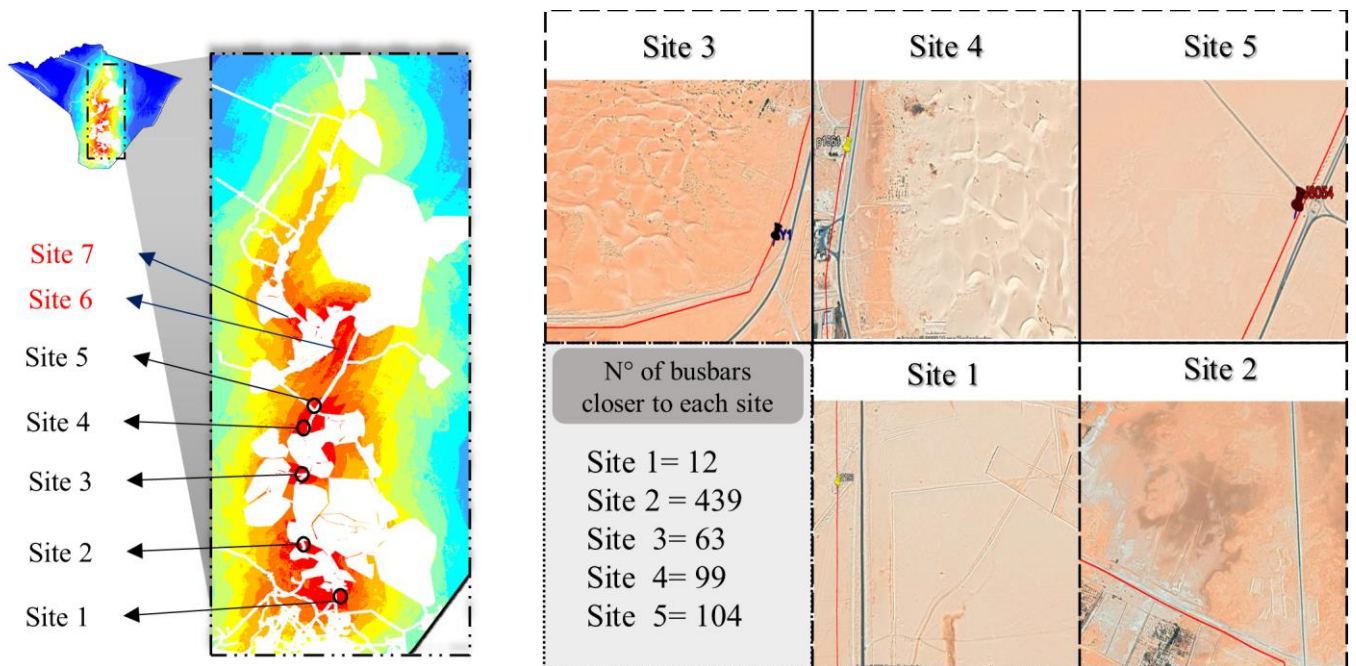 Site 7
Site 6
Site 5
Site 4
Site 3
Site 2
Site 1
Site 3
Site 4
Site 5
N° of busbars
closer to each site
Site 1= 12
Site 2 = 439
Site 3= 63
Site 4= 99
Site 5= 104
Site 1
Site 2